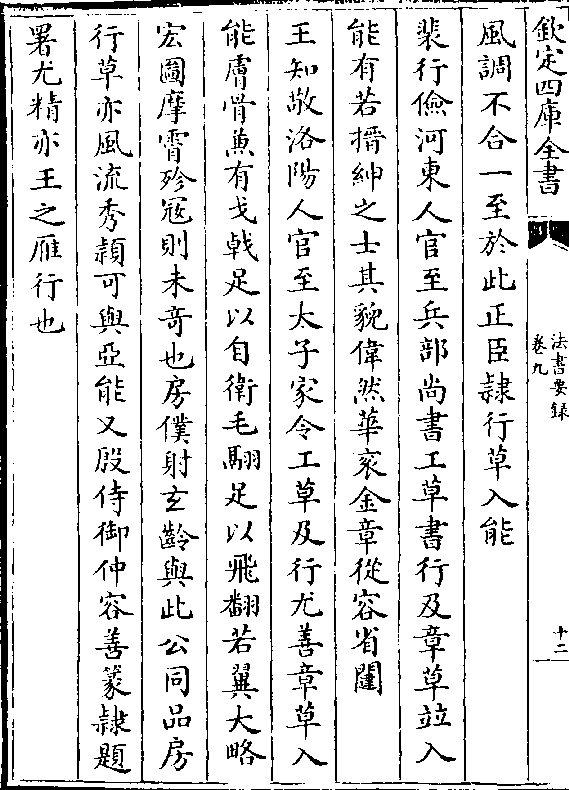 欽定四庫全書
法書要録
卷九
十二
風調不合一至於此正臣隷行草入能
裴行儉河東人官至兵部尚書工草書行及章草並入
能有若搢紳之士其貌偉然華衮金章從容省闥
王知敬洛陽人官至太子家令工草及行尤善章草入
能膚骨兼有戈戟足以自衛毛翮足以飛翻若翼大略
宏圖摩霄殄冦則未竒也房僕射玄齡與此公同品房
行草亦風流秀頴可與亞能又殷侍御仲容善篆隷題
署尤精亦王之雁行也